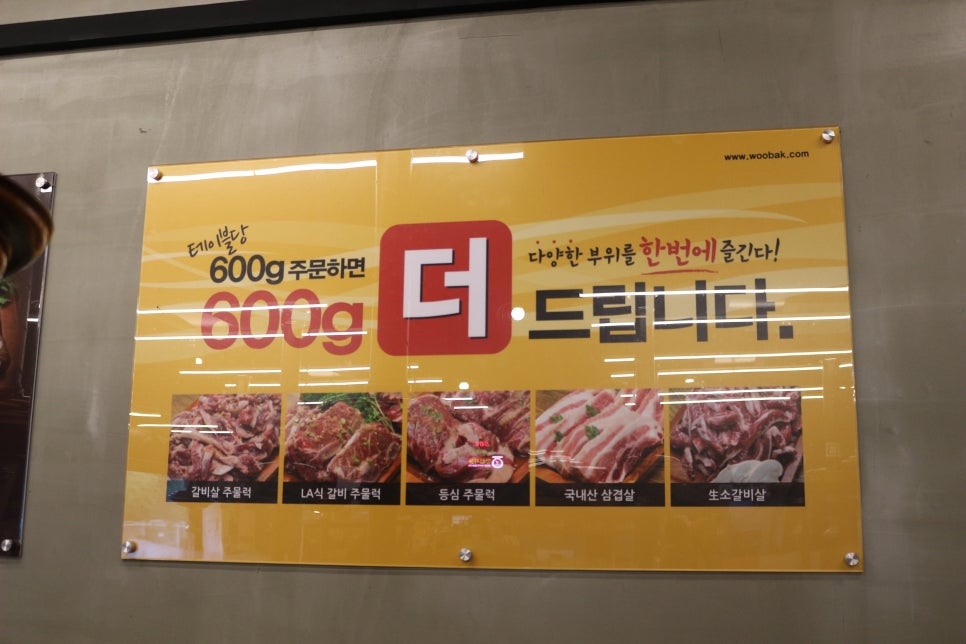 www.woobak.com
테이블당
600g 주문하면
600g
더
다양한 부위를 한번에 즐긴다!
드립니다.
갈비살 주물럭
LA식 갈비 주물럭
등심 주물럭
국내산 삼겹살
生소갈비살